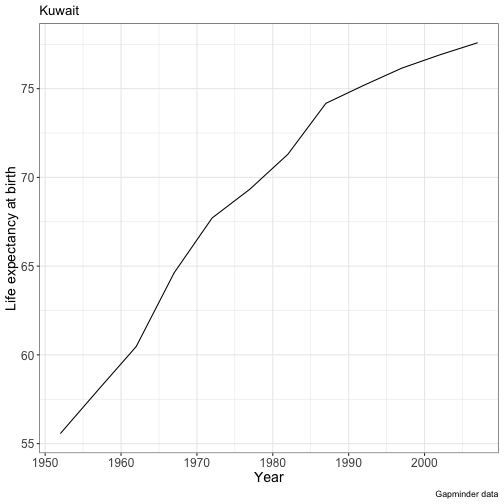 Kuwait
Life expectancy at birth
75
70
65
60
55
1950 1960 1970 1980 1990 2000
Year
Gapminder data